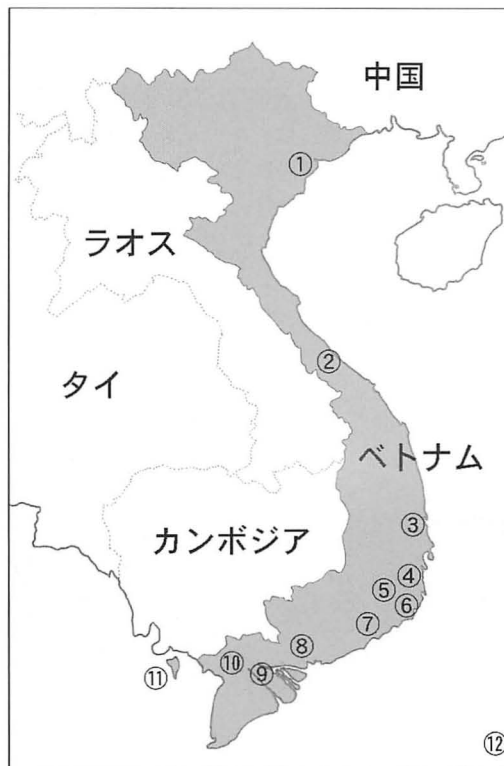 中国
①
ラオス
②
タイ
ベトナム
③
カンボジア
④
⑤
⑥
⑦
⑧
⑩
⑨
⑪
⑫